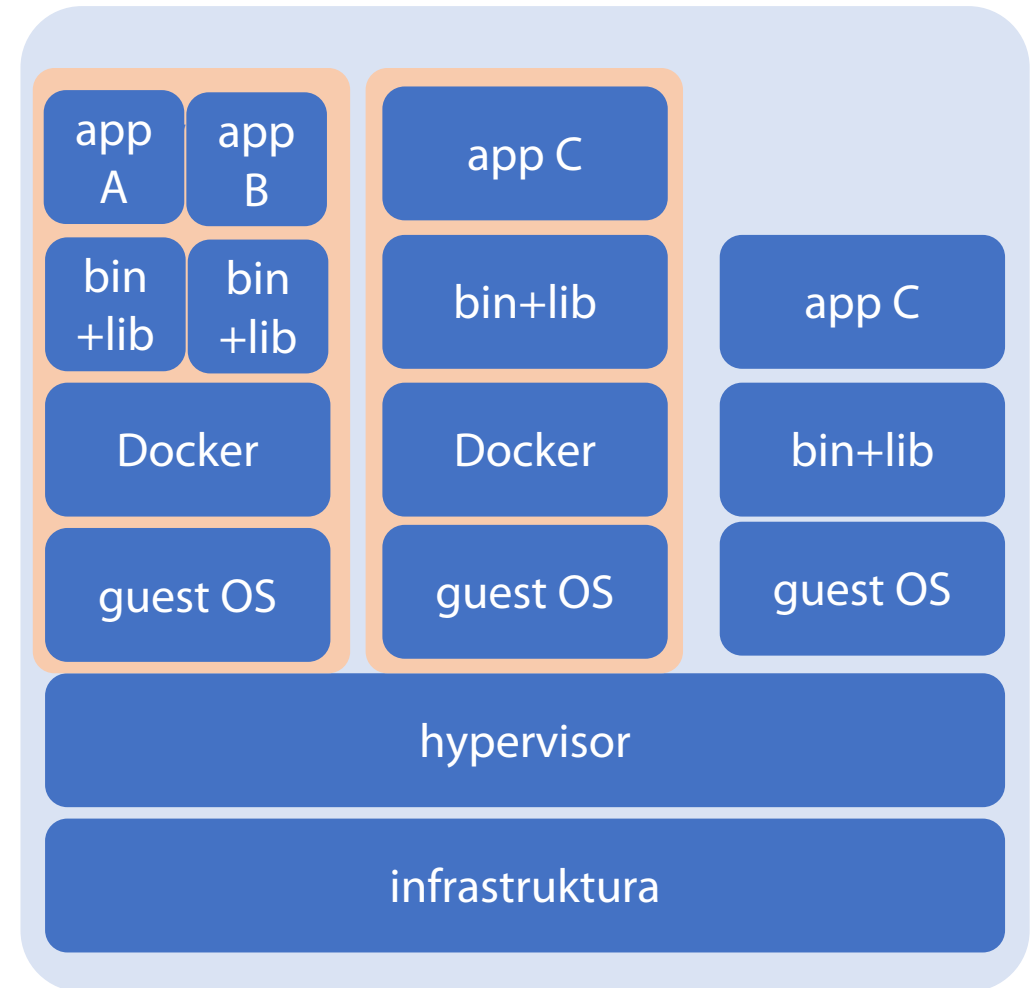 app
A
app
B
app C
bin
+lib
bin
+lib
bin+lib
app C
Docker
Docker
bin+lib
guest OS
guest OS
guest OS
hypervisor
infrastruktura